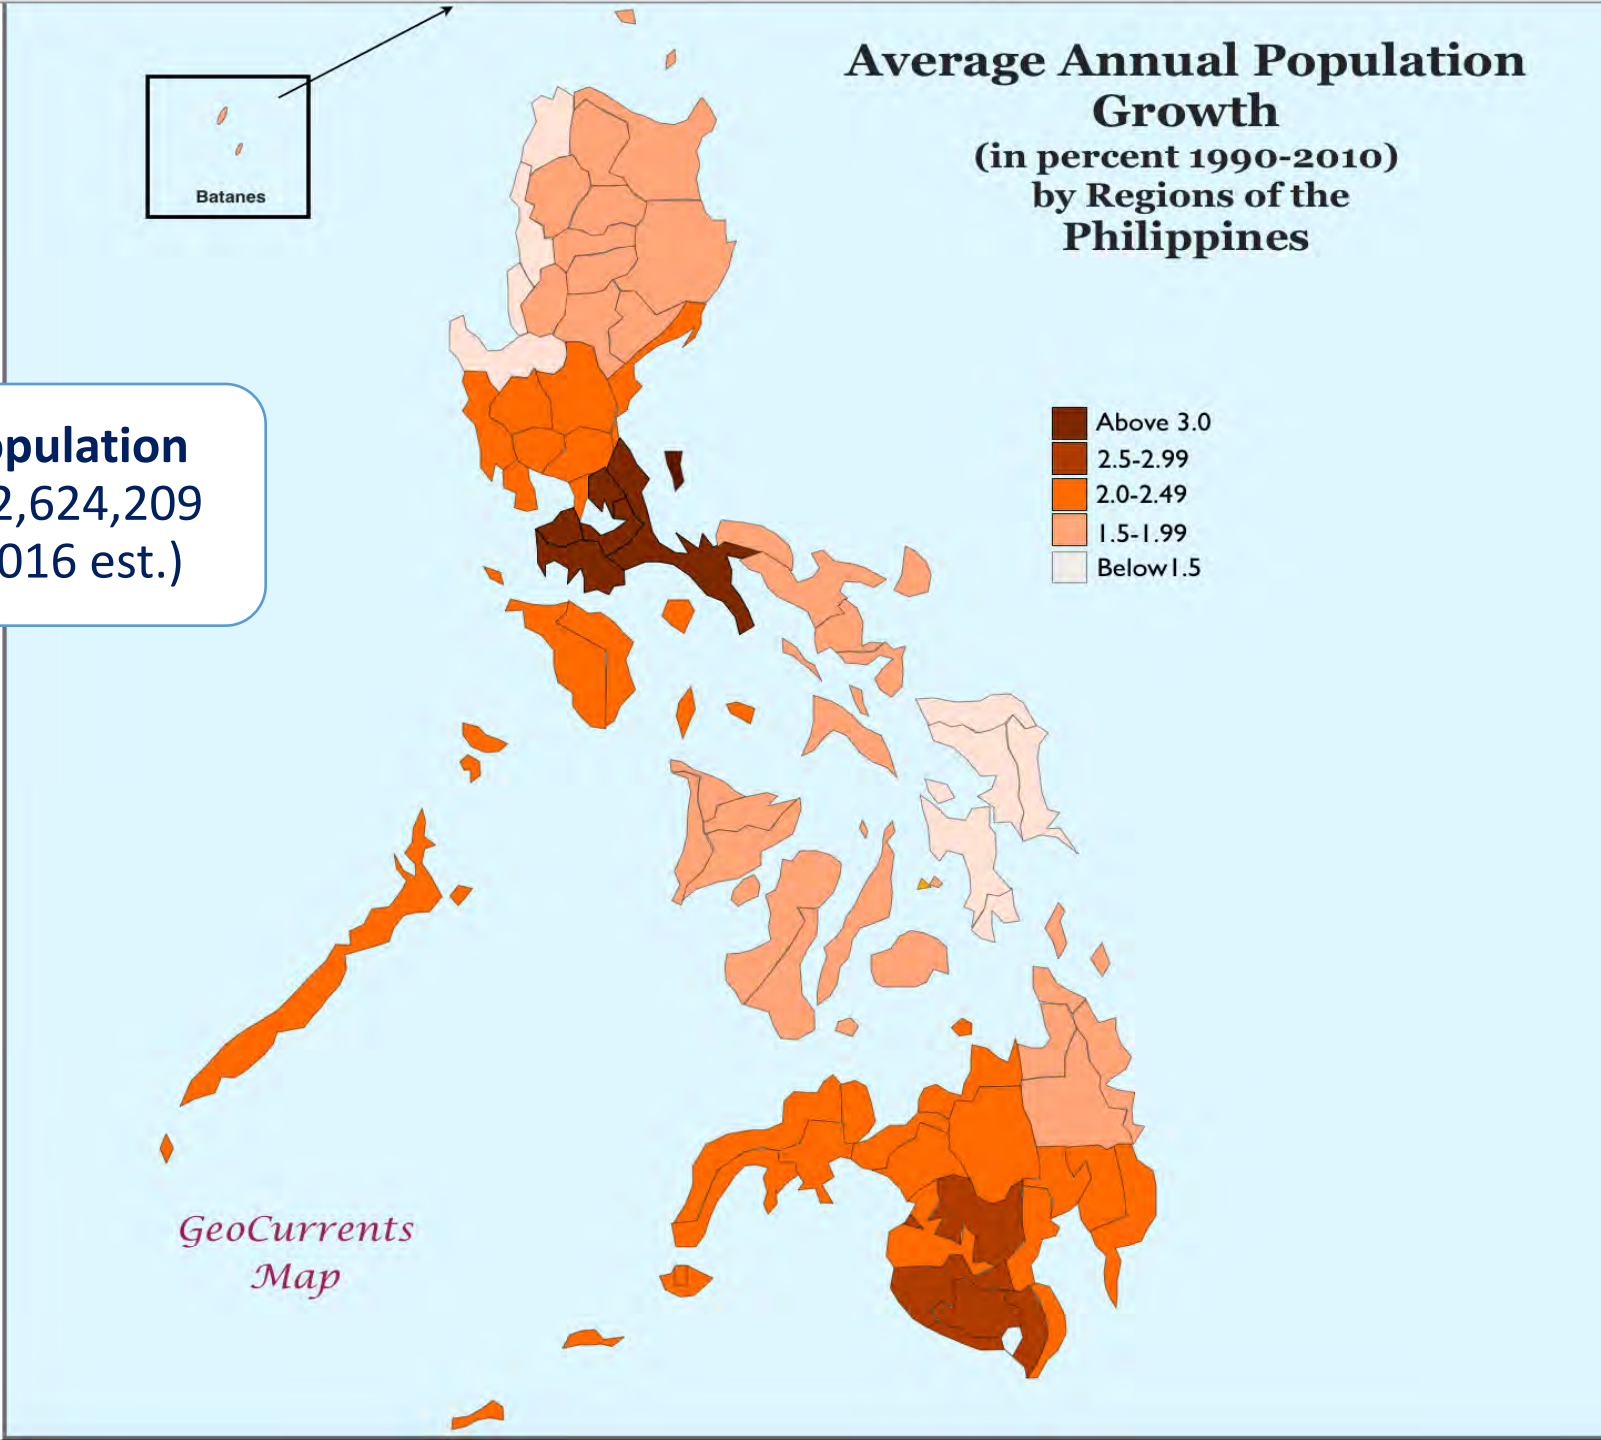 Average Annual Population
Growth
(in percent 1990-2010)
by Regions of the
Philippines
Batanes
Above 3.0
2.5-2.99
2.0-2.49
1.5-1.99
Below1.5
opulation
2,624,209
016 est.)
GeoCurrents
Map